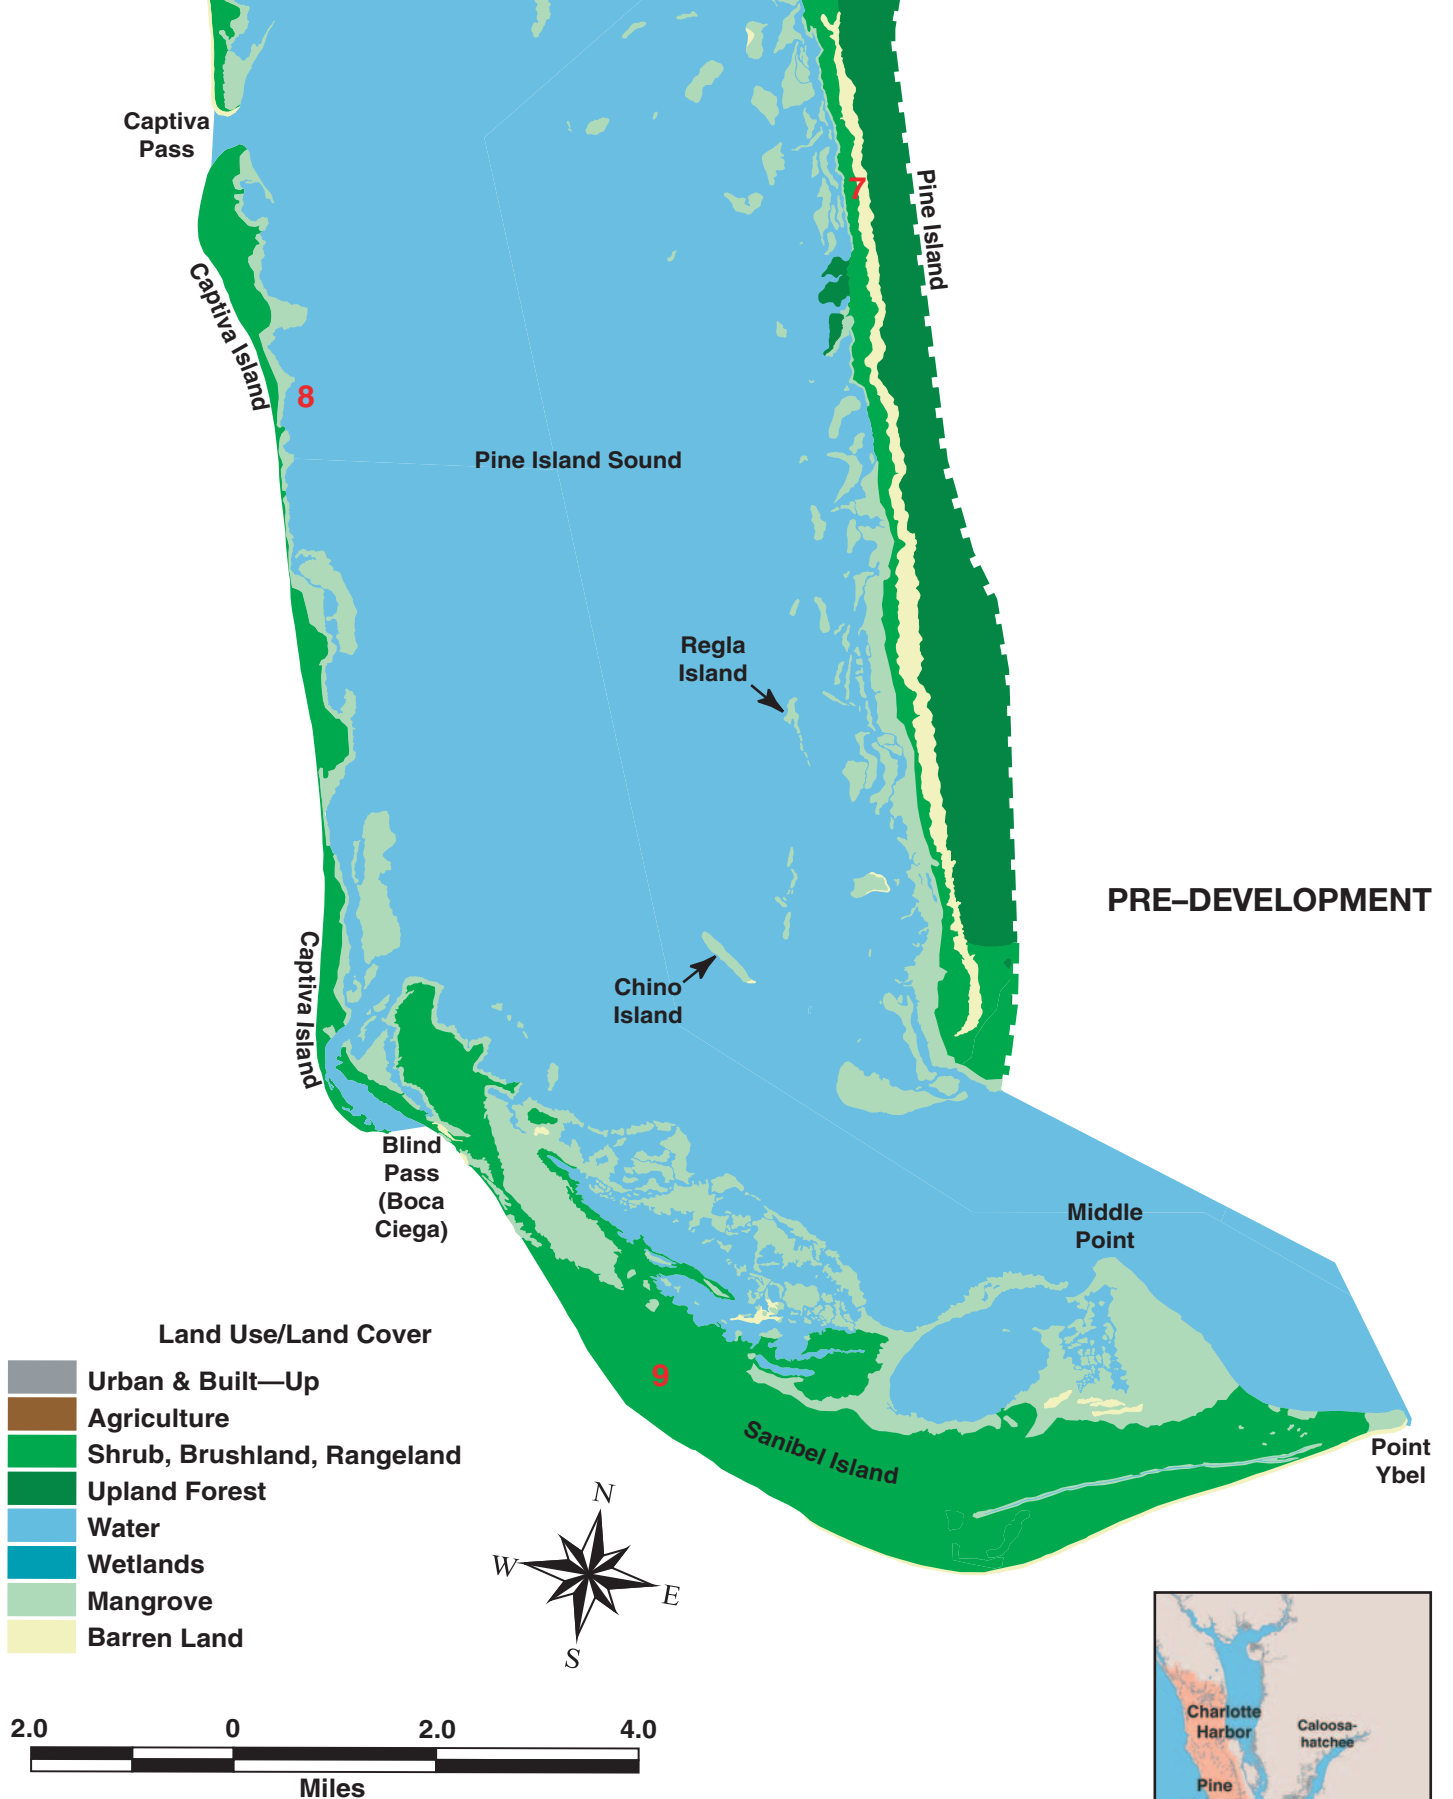 Captiva
Pass
7
Pine Island
Captiva Island
8
Pine Island Sound
Regla
Island
PRE–DEVELOPMENT
Captiva Island
Chino
Island
Blind
Pass
(Boca
Ciega)
Middle
Point
9
Sanibel Island
Point
Ybel
Land Use/Land Cover
Urban & Built—Up
Agriculture
Shrub, Brushland, Rangeland
Upland Forest
Water
Wetlands
Mangrove
Barren Land
N
W
E
S
2.0 0 2.0 4.0
Miles
Charlotte
Harbor
Caloosa-
hatchee
Pine